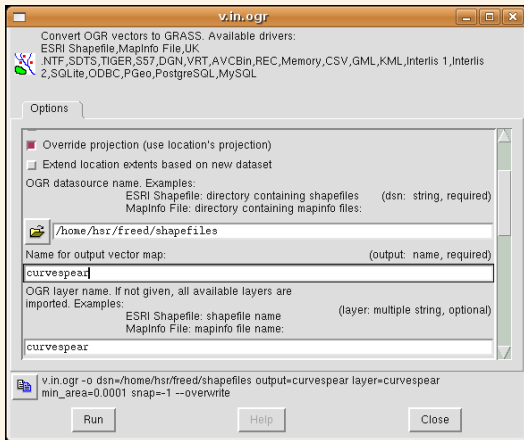 v.in.ogr
Convert OGR vectors to GRASS. Available drivers:
ESRI Shapefile,MapInfo File,UK
.NTF,SDTS,TIGER,S57,DGN,VRT,AVCBin,REC,Memory,CSV,GML,KML,Interlis 1,Interlis
2,SQLite,ODBC,PGeo,PostgreSQL,MySQL
Options
Override projection (use location's projection)
Extend location extents based on new dataset
OGR datasource name. Examples:
ESRI Shapefile: directory containing shapefiles
MapInfo File: directory containing mapinfo files:
(dsn: string, required)
/home/hsr/freed/shapefiles
Name for output vector map: (output: name, required)
curvespear
OGR layer name. If not given, all available layers are
imported. Examples:
ESRI Shapefile: shapefile name
MapInfo File: mapinfo file name:
(layer: multiple string, optional)
curvespear
v.in.ogr -o dsn=/home/hsr/freed/shapefiles output=curvespear layer=curvespear
min_area=0.0001 snap=-1 --overwrite
Run Help Close